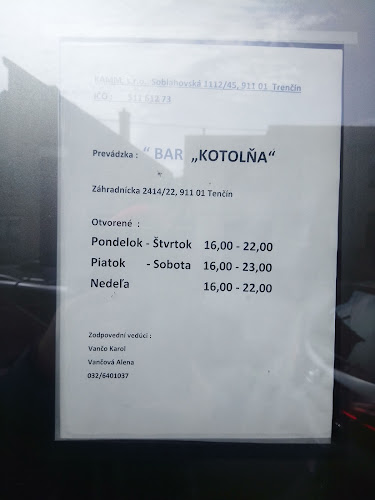 s.r.o. Soblahovská 1112/45, 911 01 Trenčín
IČO :
Prevádzka : “ BAR „KOTOLŇA“
Záhradnícka 2414/22, 911 01 Tenčín
Otvorené :
Pondelok - Štvrtok 16,00 - 22,00
Piatok - Sobota 16,00 - 23,00
Nedeľa 16,00 - 22,00
Zodpovední vedúci :
Vančo Karol
Vančová Alena
032/6401037